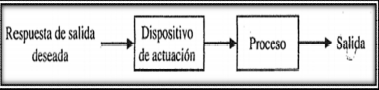 Respuesta de salida
deseada
Dispositivo
de actuación
Proceso
Salida